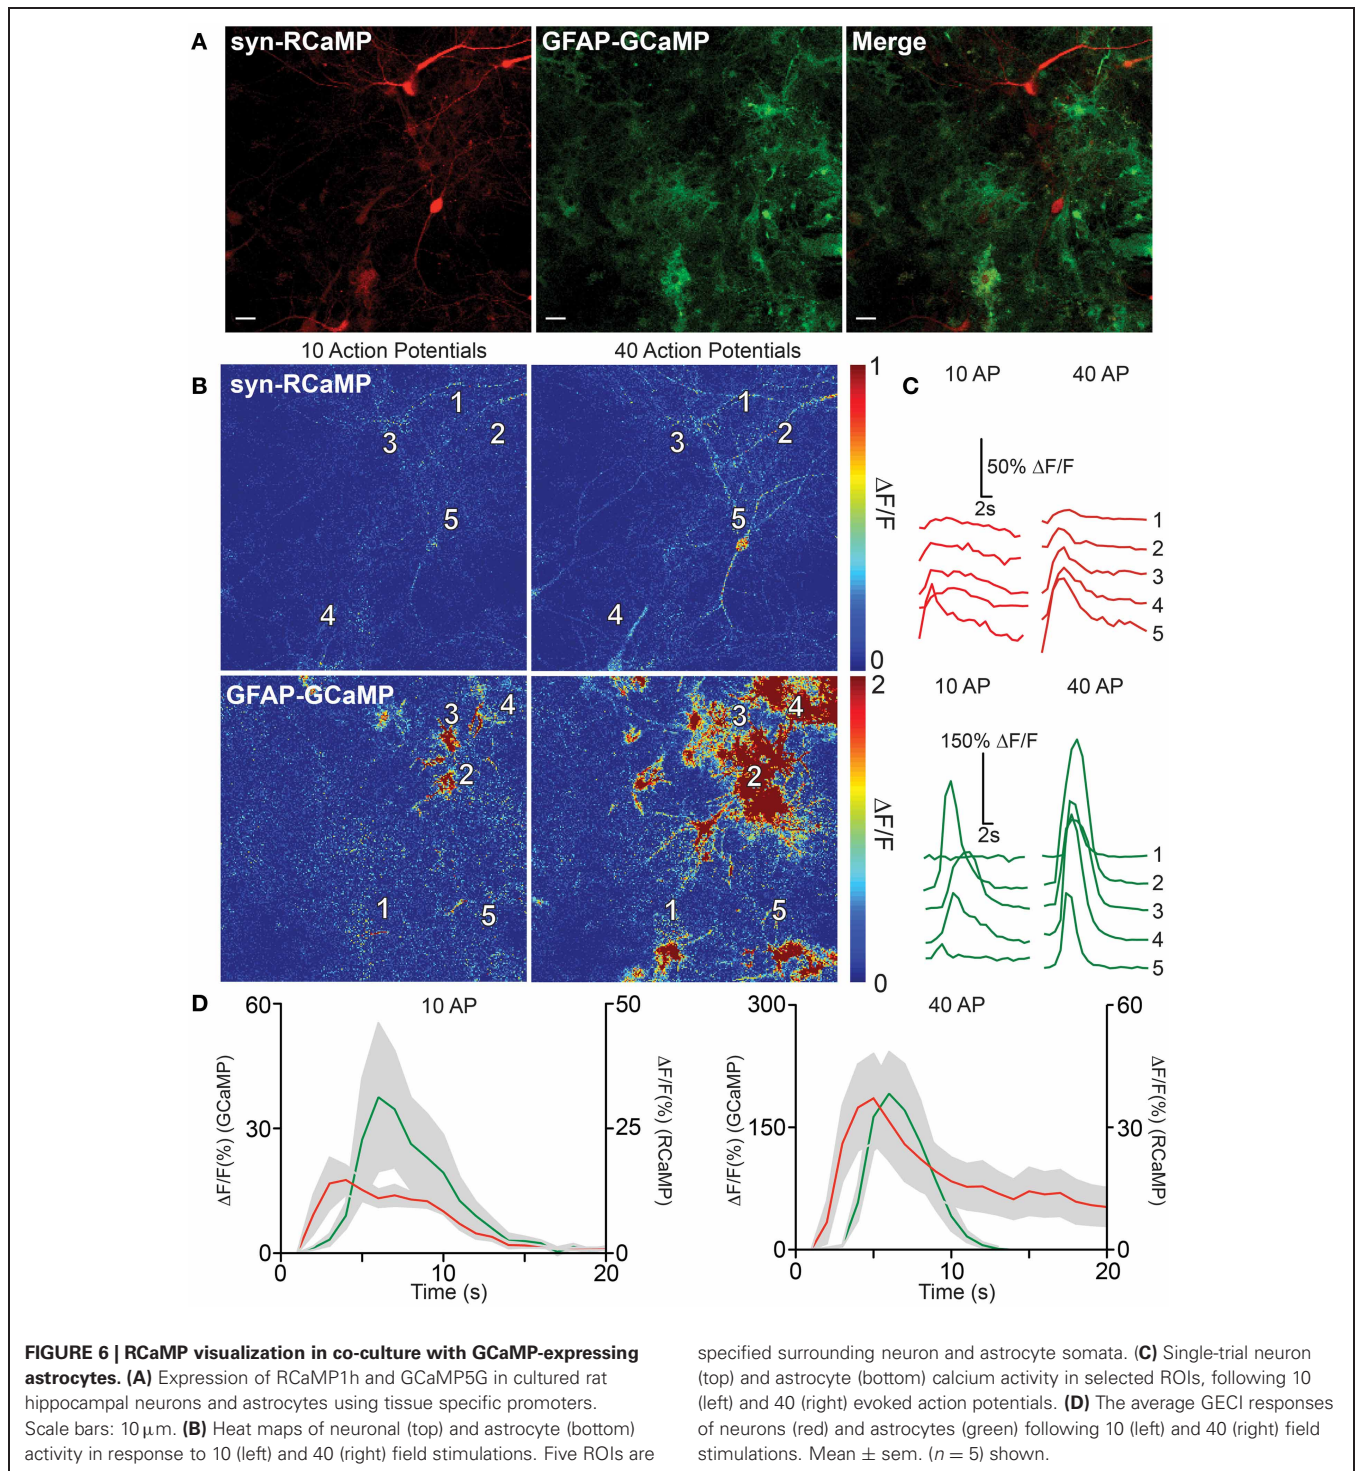 A
syn-RCaMP
GFAP-GCaMP
Merge
10 Action Potentials
40 Action Potentials
B
syn-RCaMP
1
2
3
4
5
1
2
3
4
5
1
ΔF/F
0
GFAP-GCaMP
1
2
3
4
5
1
2
3
4
5
2
ΔF/F
0
C
10 AP
40 AP
50% ΔF/F
2s
1
2
3
4
5
10 AP
40 AP
150% ΔF/F
2s
1
2
3
4
5
D
10 AP
60
30
0
ΔF/F(%) (GCaMP)
50
25
0
ΔF/F(%) (RCaMP)
0
10
20
Time (s)
40 AP
300
150
0
ΔF/F(%) (GCaMP)
60
30
0
ΔF/F(%) (RCaMP)
0
10
20
Time (s)
FIGURE 6 | RCaMP visualization in co-culture with GCaMP-expressing
astrocytes. (A) Expression of RCaMP1h and GCaMP5G in cultured rat
hippocampal neurons and astrocytes using tissue specific promoters.
Scale bars: 10 μm. (B) Heat maps of neuronal (top) and astrocyte (bottom)
activity in response to 10 (left) and 40 (right) field stimulations. Five ROIs are
specified surrounding neuron and astrocyte somata. (C) Single-trial neuron
(top) and astrocyte (bottom) calcium activity in selected ROIs, following 10
(left) and 40 (right) evoked action potentials. (D) The average GECI responses
of neurons (red) and astrocytes (green) following 10 (left) and 40 (right) field
stimulations. Mean ± sem. (n = 5) shown.